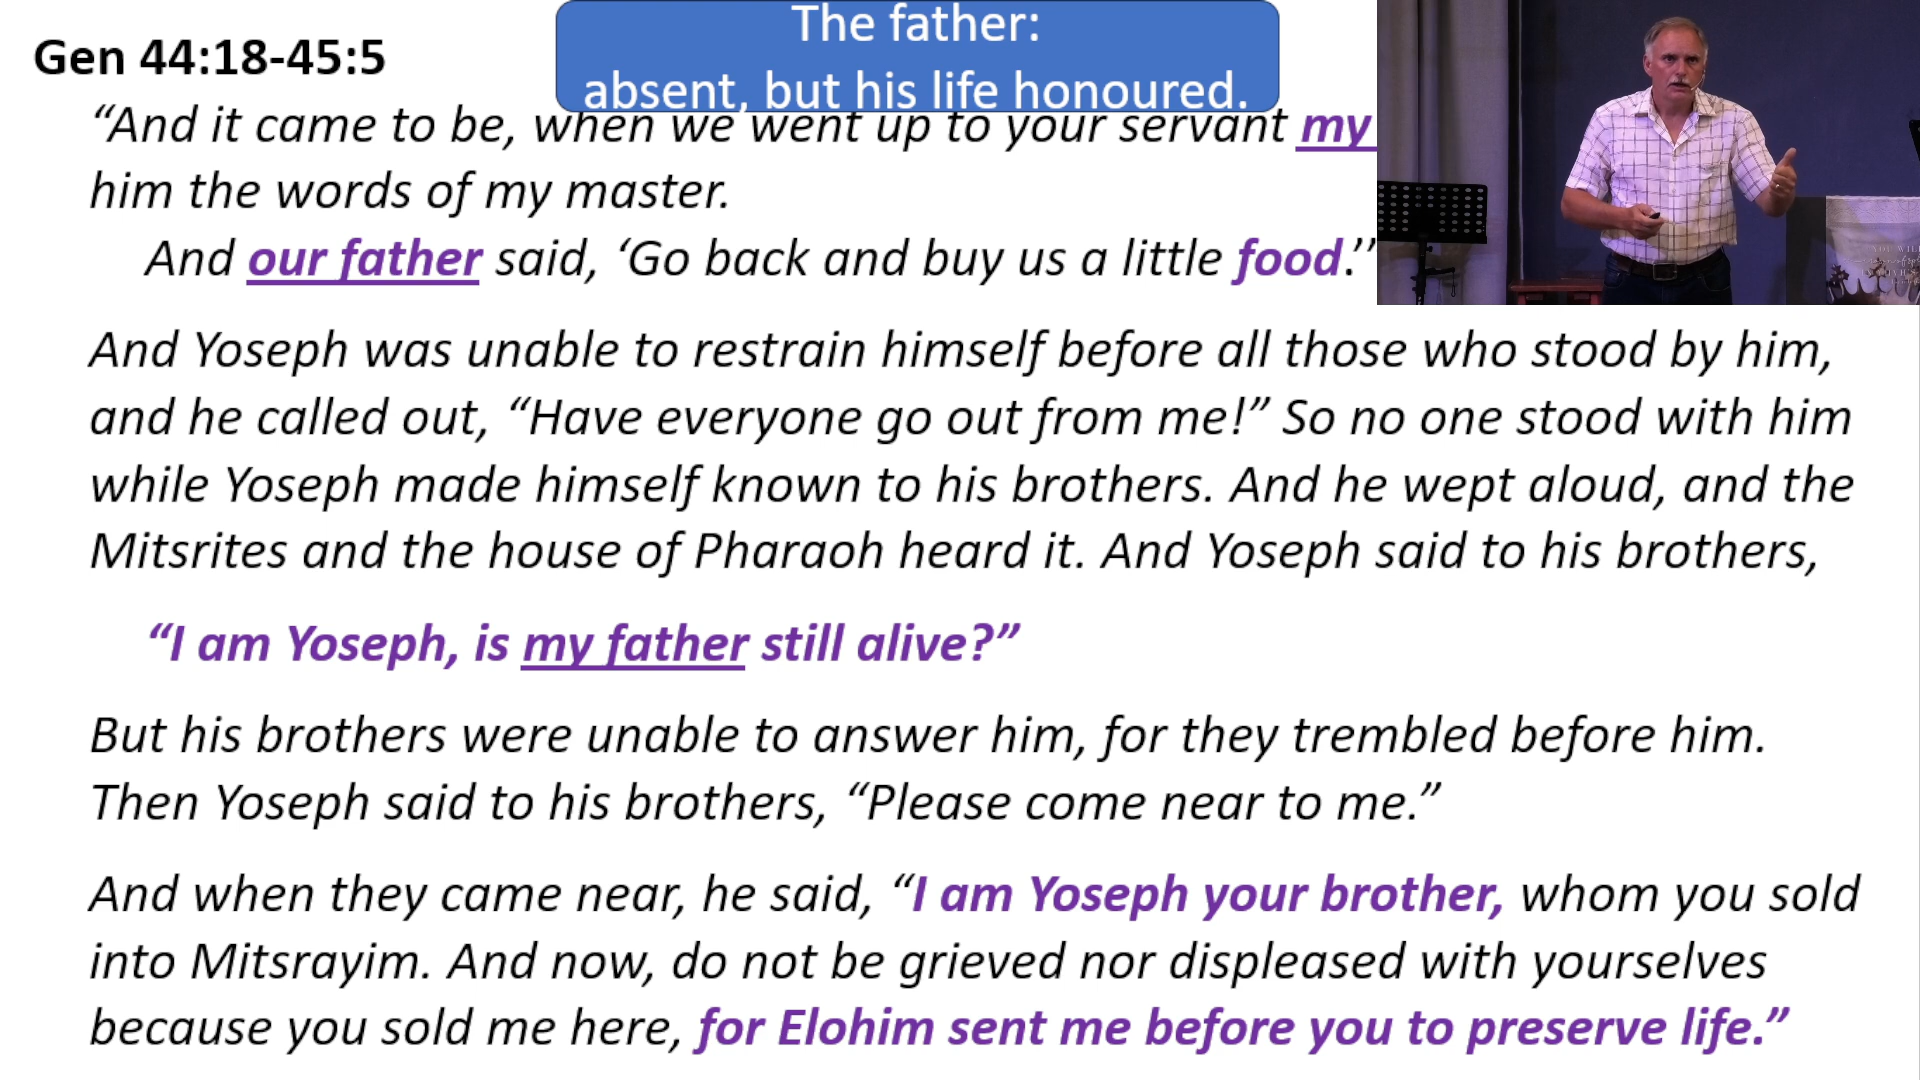 The father:
absent, but his life honoured.
Gen 44:18-45:5
“And it came to be, when we went up to your servant my
him the words of my master.
And our father said, ‘Go back and buy us a little food.’’
And Yoseph was unable to restrain himself before all those who stood by him,
and he called out, “Have everyone go out from me!” So no one stood with him
while Yoseph made himself known to his brothers. And he wept aloud, and the
Mitsrites and the house of Pharaoh heard it. And Yoseph said to his brothers,
“I am Yoseph, is my father still alive?”
But his brothers were unable to answer him, for they trembled before him.
Then Yoseph said to his brothers, “Please come near to me.”
And when they came near, he said, “I am Yoseph your brother, whom you sold
into Mitsrayim. And now, do not be grieved nor displeased with yourselves
because you sold me here, for Elohim sent me before you to preserve life.”
YOU WILL